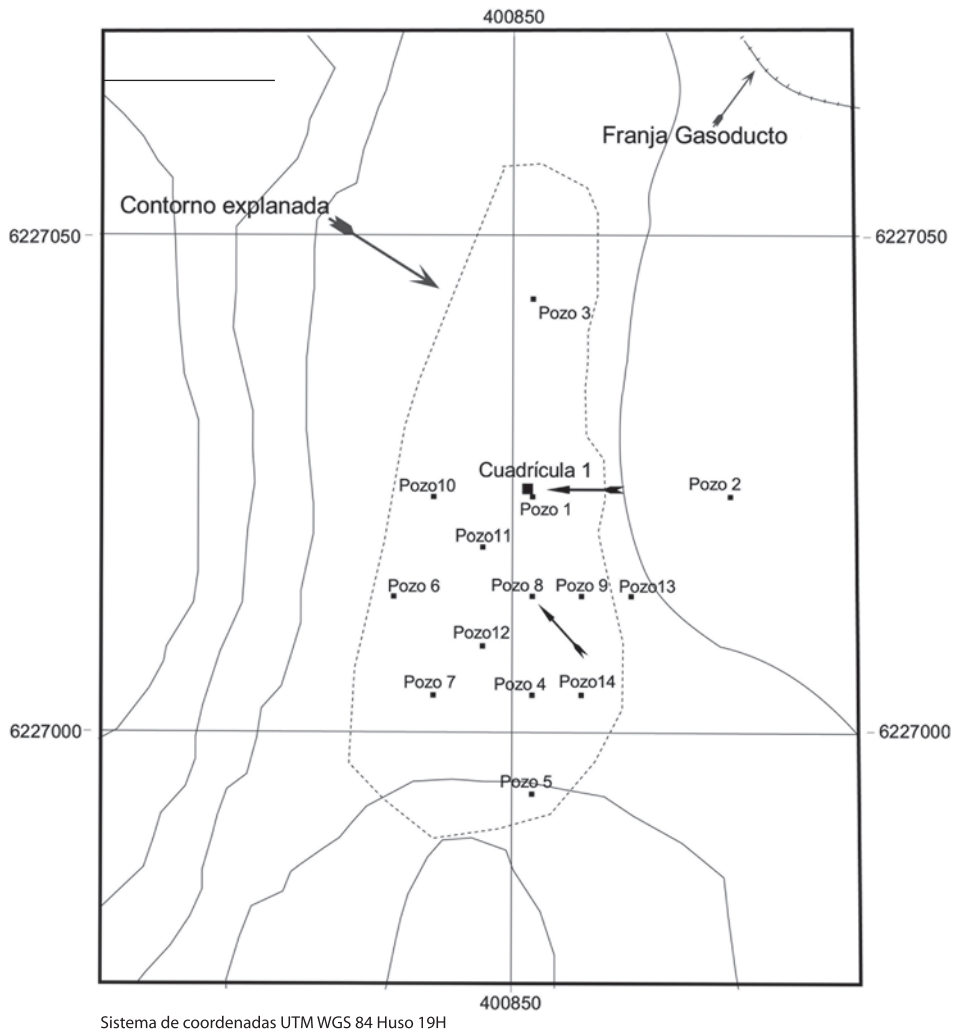 400850
Franja Gasoducto
Contorno explanada
6227050
6227050
Pozo 3
Cuadrícula 1
Pozo10
Pozo 2
Pozo 1
Pozo11
Pozo 6
Pozo 8
Pozo 9
Pozo13
Pozo12
Pozo 7
Pozo 4
Pozo14
6227000
6227000
Pozo 5
400850
Sistema de coordenadas UTM WGS 84 Huso 19H